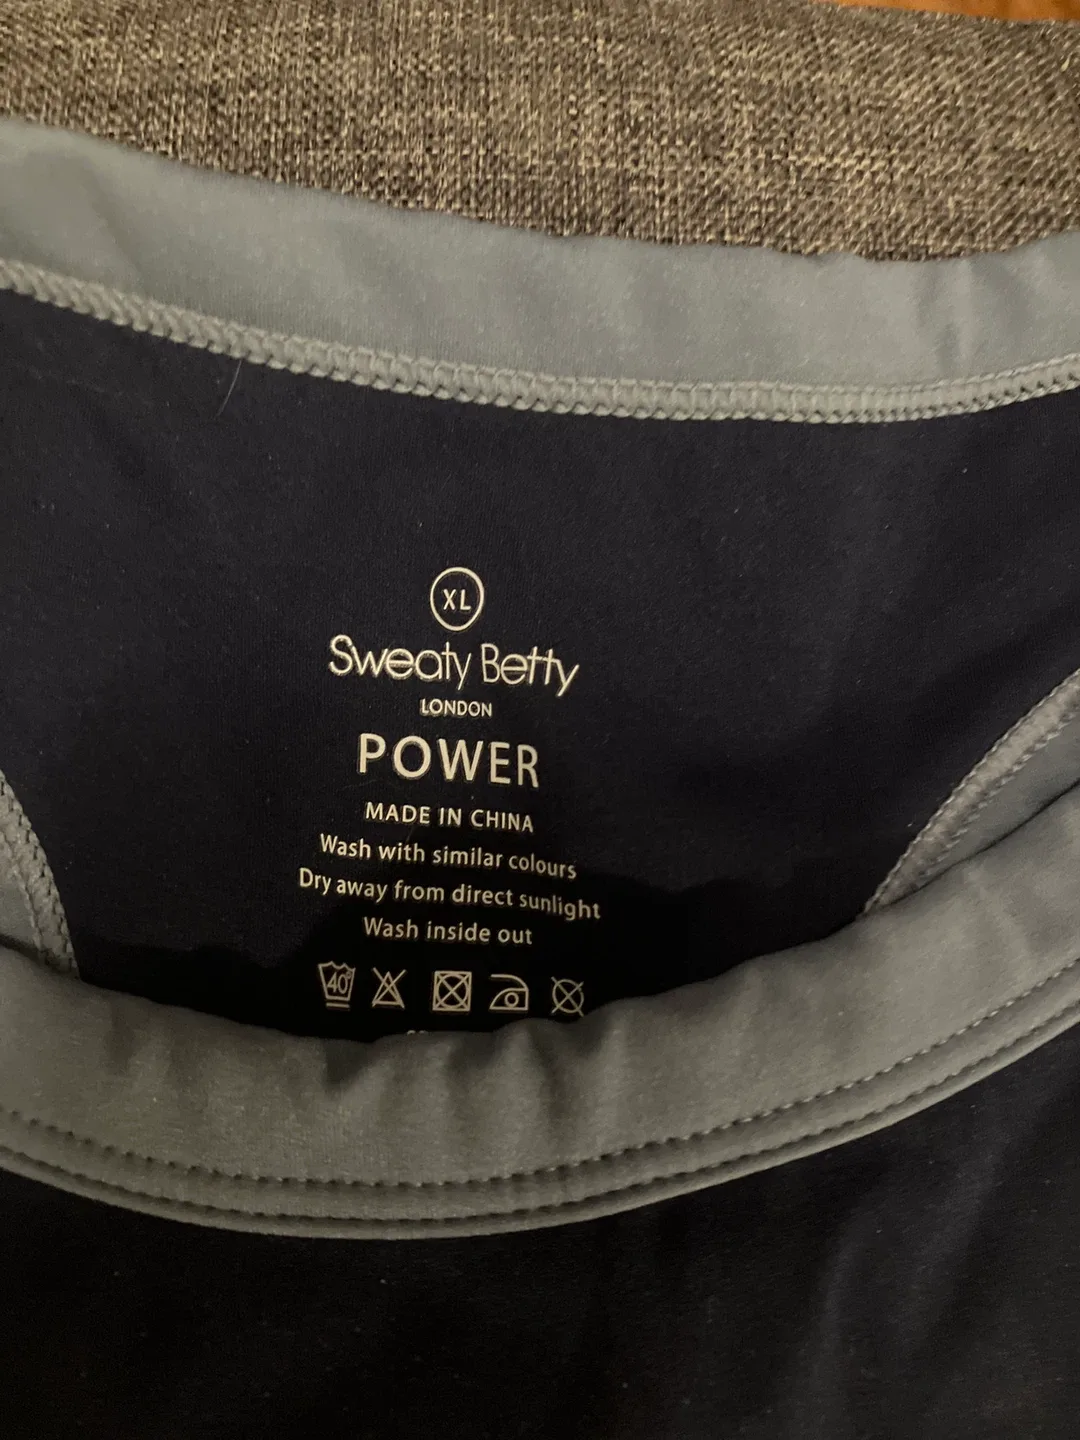 XL
Sweaty Betty
LONDON
POWER
MADE IN CHINA
Wash with similar colours
Dry away from direct sunlight
Wash inside out
40°